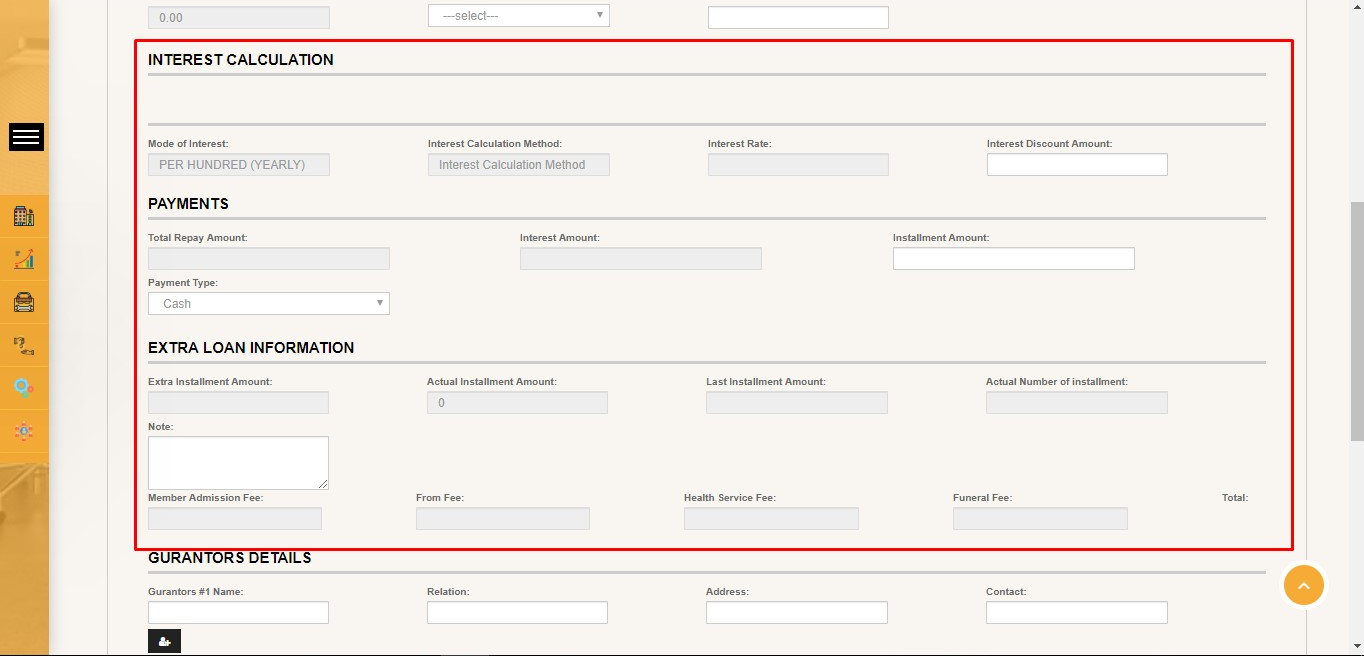 0.00 ---select---
INTEREST CALCULATION
Mode of Interest: Interest Calculation Method: Interest Rate: Interest Discount Amount:
PER HUNDRED (YEARLY) Interest Calculation Method
PAYMENTS
Total Repay Amount: Interest Amount: Installment Amount:
Payment Type:
Cash
EXTRA LOAN INFORMATION
Extra Installment Amount: Actual Installment Amount: Last Installment Amount: Actual Number of installment:
0
Note:
Member Admission Fee: From Fee: Health Service Fee: Funeral Fee: Total:
GURANTORS DETAILS
Gurantors #1 Name: Relation: Address: Contact: